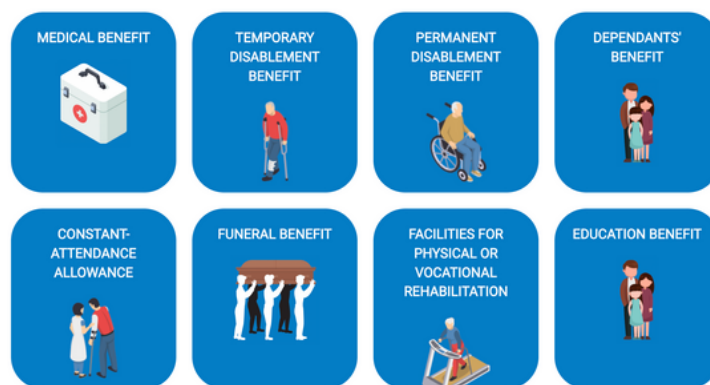 MEDICAL BENEFIT
TEMPORARY
DISABLEMENT
BENEFIT
PERMANENT
DISABLEMENT
BENEFIT
DEPENDANTS'
BENEFIT
CONSTANT-
ATTENDANCE
ALLOWANCE
FUNERAL BENEFIT
FACILITIES FOR
PHYSICAL OR
VOCATIONAL
REHABILITATION
EDUCATION BENEFIT